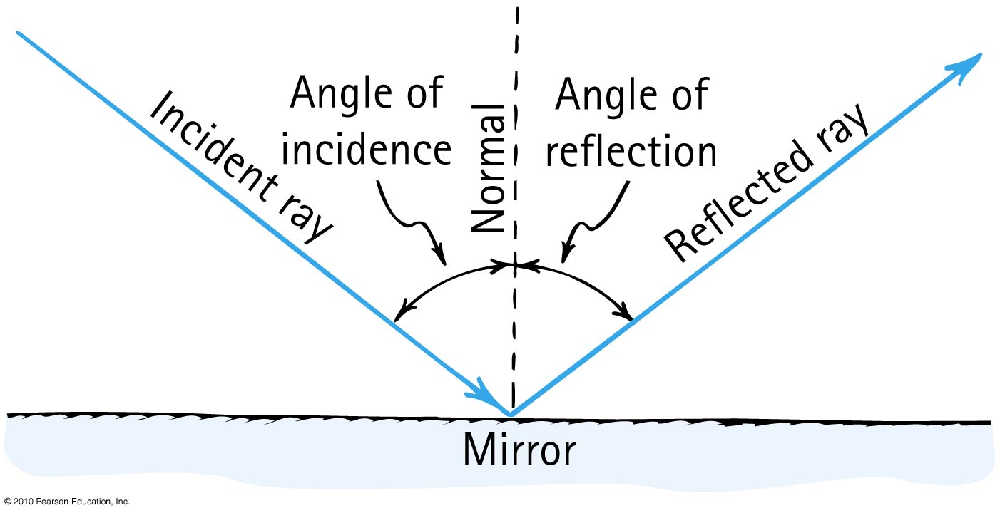 Angle of
incidence
Normal
Angle of
reflection
Incident ray
Reflected ray
Mirror
© 2010 Pearson Education, Inc.